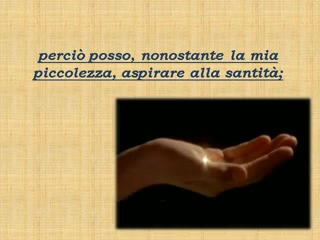 perciò posso, nonostante la mia
piccolezza, aspirare alla santità;